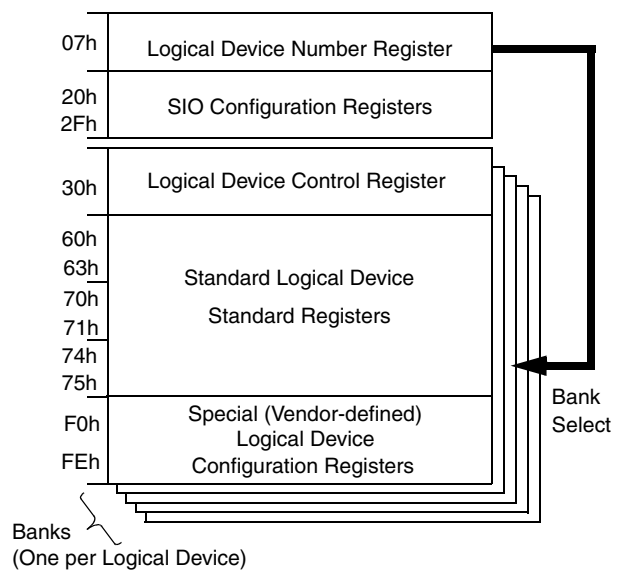 07h
Logical Device Number Register
20h
2Fh
SIO Configuration Registers
30h
Logical Device Control Register
60h
63h
70h
71h
74h
75h
Standard Logical Device
Standard Registers
Bank
Select
F0h
FEh
Special (Vendor-defined)
Logical Device
Configuration Registers
Banks
(One per Logical Device)